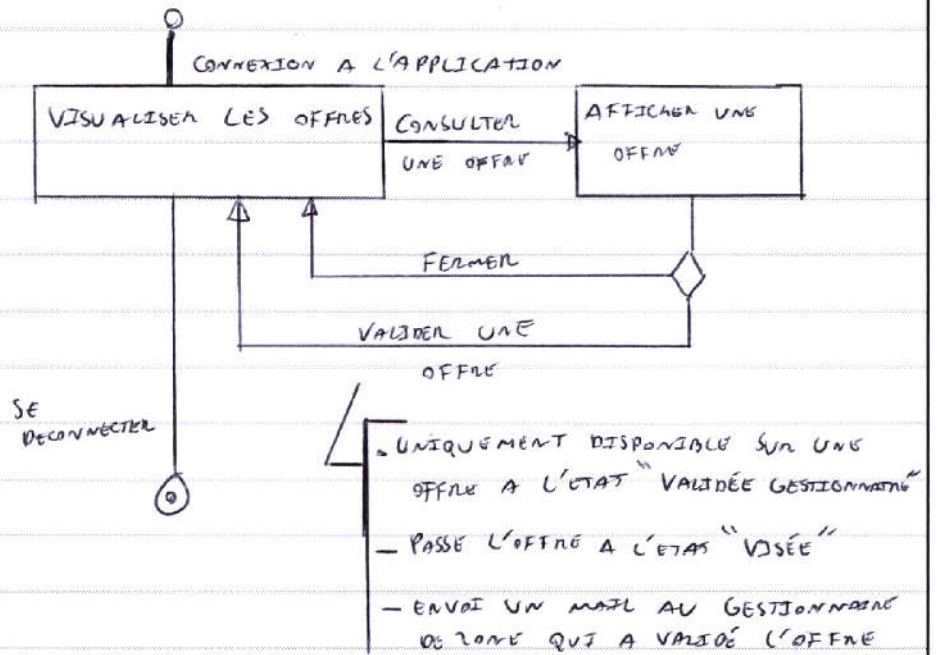 CONNEXION A L'APPLICATION
VISUALISER LES OFFRES
CONSULTER
UNE OFFRE
AFFICHER UNE
OFFRE
FERMER
VALIDER UNE
OFFRE
SE
DECONNECTER
- UNIQUEMENT DISPONIBLE SUR UNE
OFFRE A L'ETAT "VALIDÉE GESTIONNAIRE"
- PASSE L'OFFRE A L'ETAT "VISÉE"
- ENVOI UN MAIL AU GESTIONNAIRE
DE ZONE QUI A VALIDÉ L'OFFRE